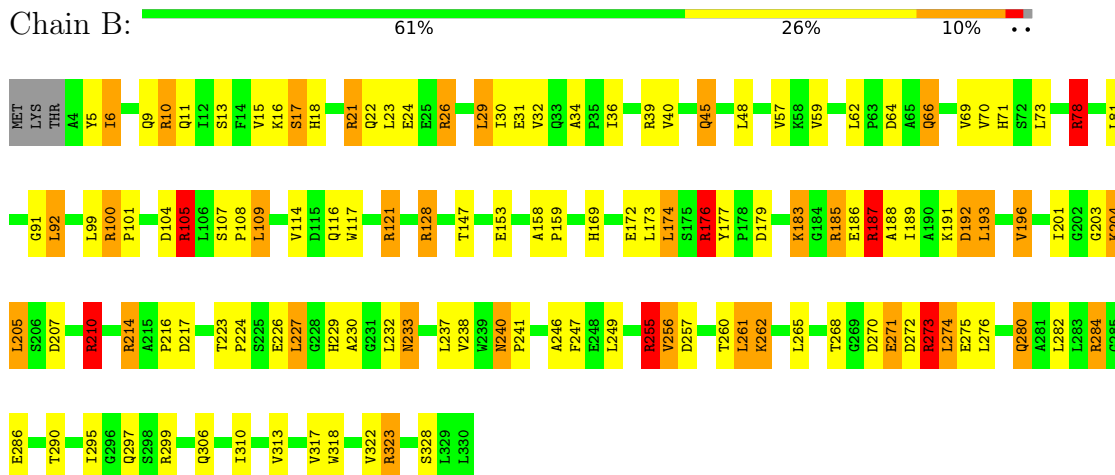 Chain B:
61% 26% 10% • •
MET LYS THR A4 Y5 I6 Q9 R10 Q11 I12 S13 F14 V15 K16 S17 H18 R21 Q22 L23 E24 E25 R26 L29 I30 E31 V32 Q33 A34 P35 I36 R39 V40 Q45 L48 V57 K58 V59 L62 P63 D64 A65 Q66 V69 V70 H71 S72 L73 R78
G91 L92 L99 R100 P101 D104 R105 L106 S107 P108 L109 V114 D115 Q116 W117 R121 R128 T147 E153 A158 P159 H169 E172 L173 L174 S175 R176 Y177 P178 D179 K183 G184 R185 E186 R187 A188 I189 A190 K191 D192 L193 V196 I201 G202 G203 K204
L205 S206 D207 R210 R214 A215 P216 D217 T223 P224 S225 E226 L227 G228 H229 A230 G231 L232 N233 L237 V238 W239 N240 P241 A246 F247 E248 L249 R255 V256 D257 T260 L261 K262 L265 T268 G269 D270 E271 D272 R273 L274 E275 L276 Q280 A281 L282 L283 R284
E286 T290 I295 G296 Q297 S298 R299 Q306 I310 V313 V317 W318 V322 R323 S328 L329 L330